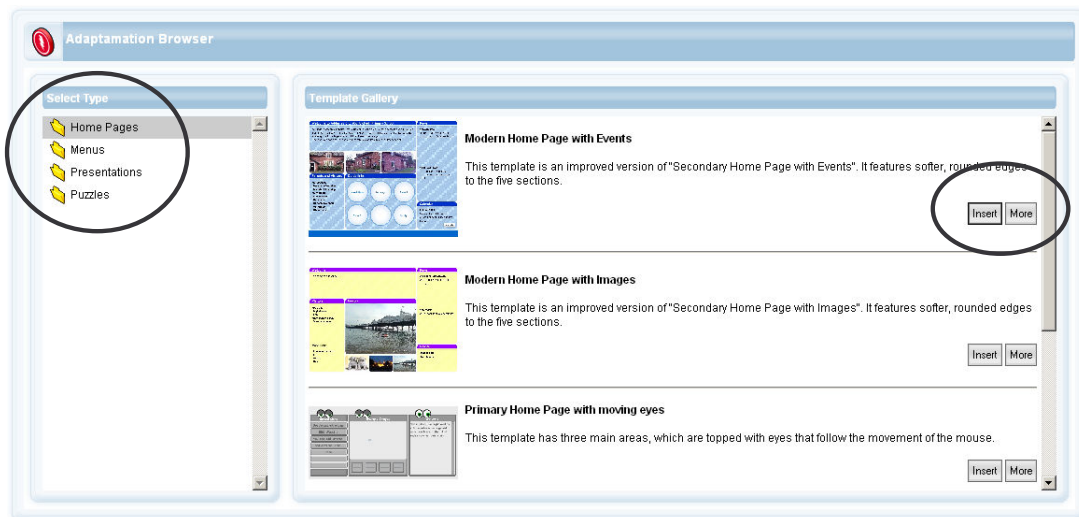 Adaptamation Browser
Select Type
Home Pages
Menus
Presentations
Puzzles
Template Gallery
Modern Home Page with Events
This template is an improved version of "Secondary Home Page with Events". It features softer, rounded edges
to the five sections.
Insert More
Modern Home Page with Images
This template is an improved version of "Secondary Home Page with Images". It features softer, rounded edges
to the five sections.
Insert More
Primary Home Page with moving eyes
This template has three main areas, which are topped with eyes that follow the movement of the mouse.
Insert More